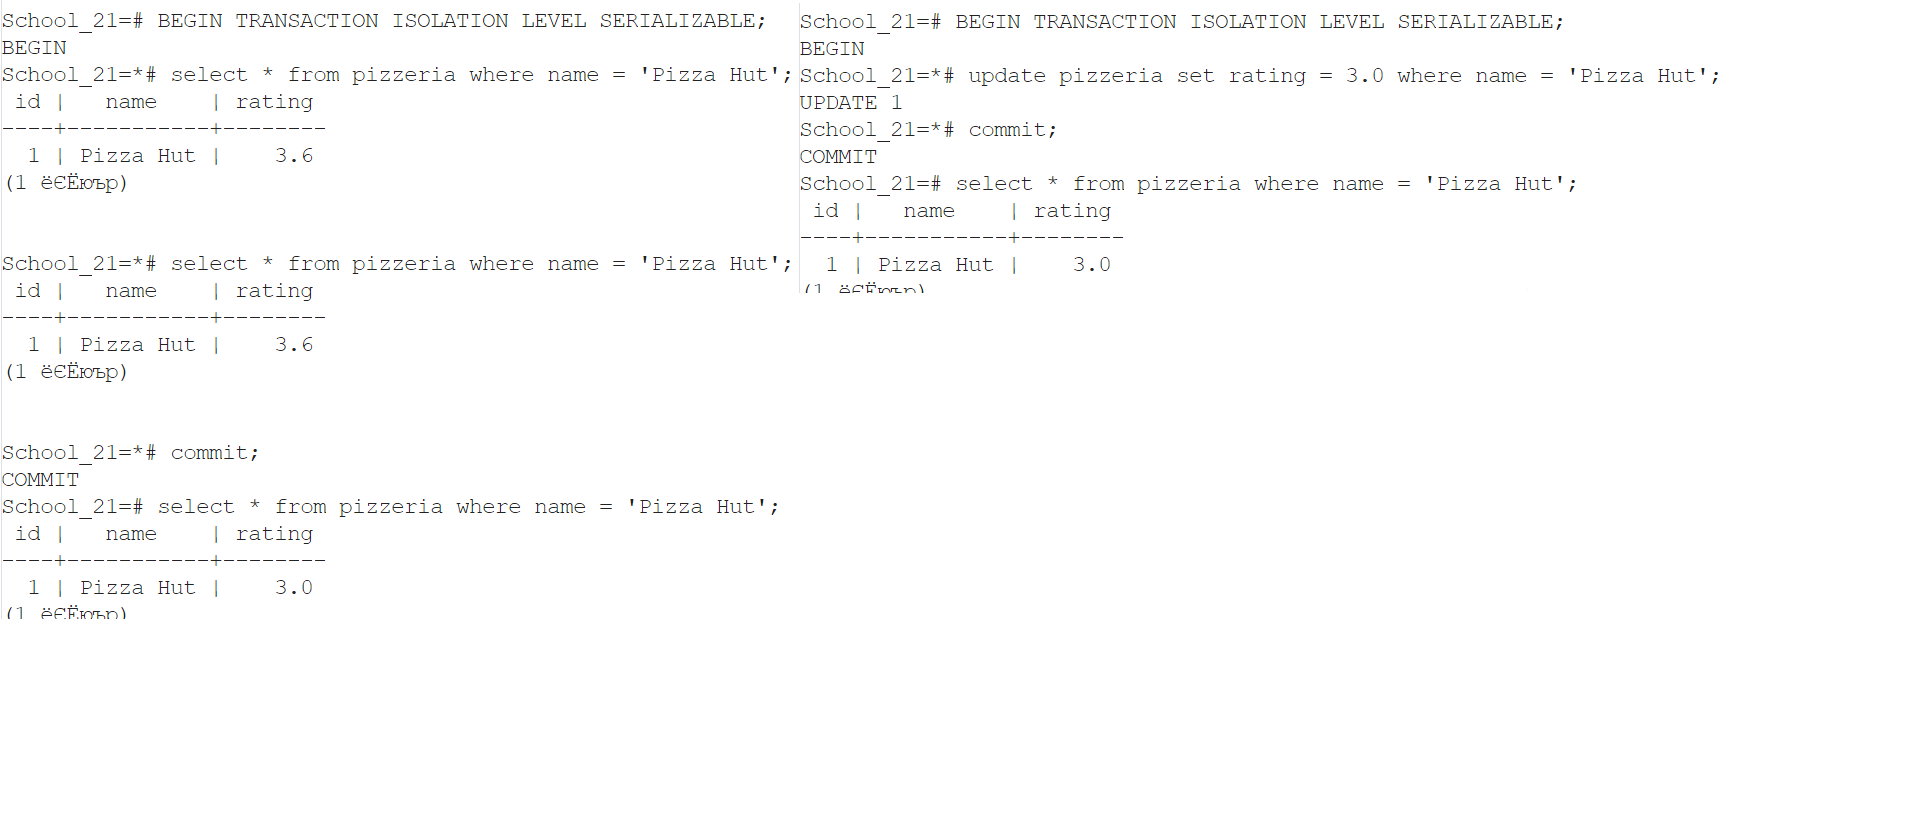 School_21=# BEGIN TRANSACTION ISOLATION LEVEL SERIALIZABLE;
BEGIN
School_21=*# select * from pizzeria where name = 'Pizza Hut';
 id |   name    | rating
----+-----------+--------
  1 | Pizza Hut |    3.6
(1 ёЄЁюър)
School_21=*# select * from pizzeria where name = 'Pizza Hut';
 id |   name    | rating
----+-----------+--------
  1 | Pizza Hut |    3.6
(1 ёЄЁюър)
School_21=*# commit;
COMMIT
School_21=# select * from pizzeria where name = 'Pizza Hut';
 id |   name    | rating
----+-----------+--------
  1 | Pizza Hut |    3.0
(1 ёЄЁюър)
School_21=# BEGIN TRANSACTION ISOLATION LEVEL SERIALIZABLE;
BEGIN
School_21=*# update pizzeria set rating = 3.0 where name = 'Pizza Hut';
UPDATE 1
School_21=*# commit;
COMMIT
School_21=# select * from pizzeria where name = 'Pizza Hut';
 id |   name    | rating
----+-----------+--------
  1 | Pizza Hut |    3.0
(1 ёЄЁюър)